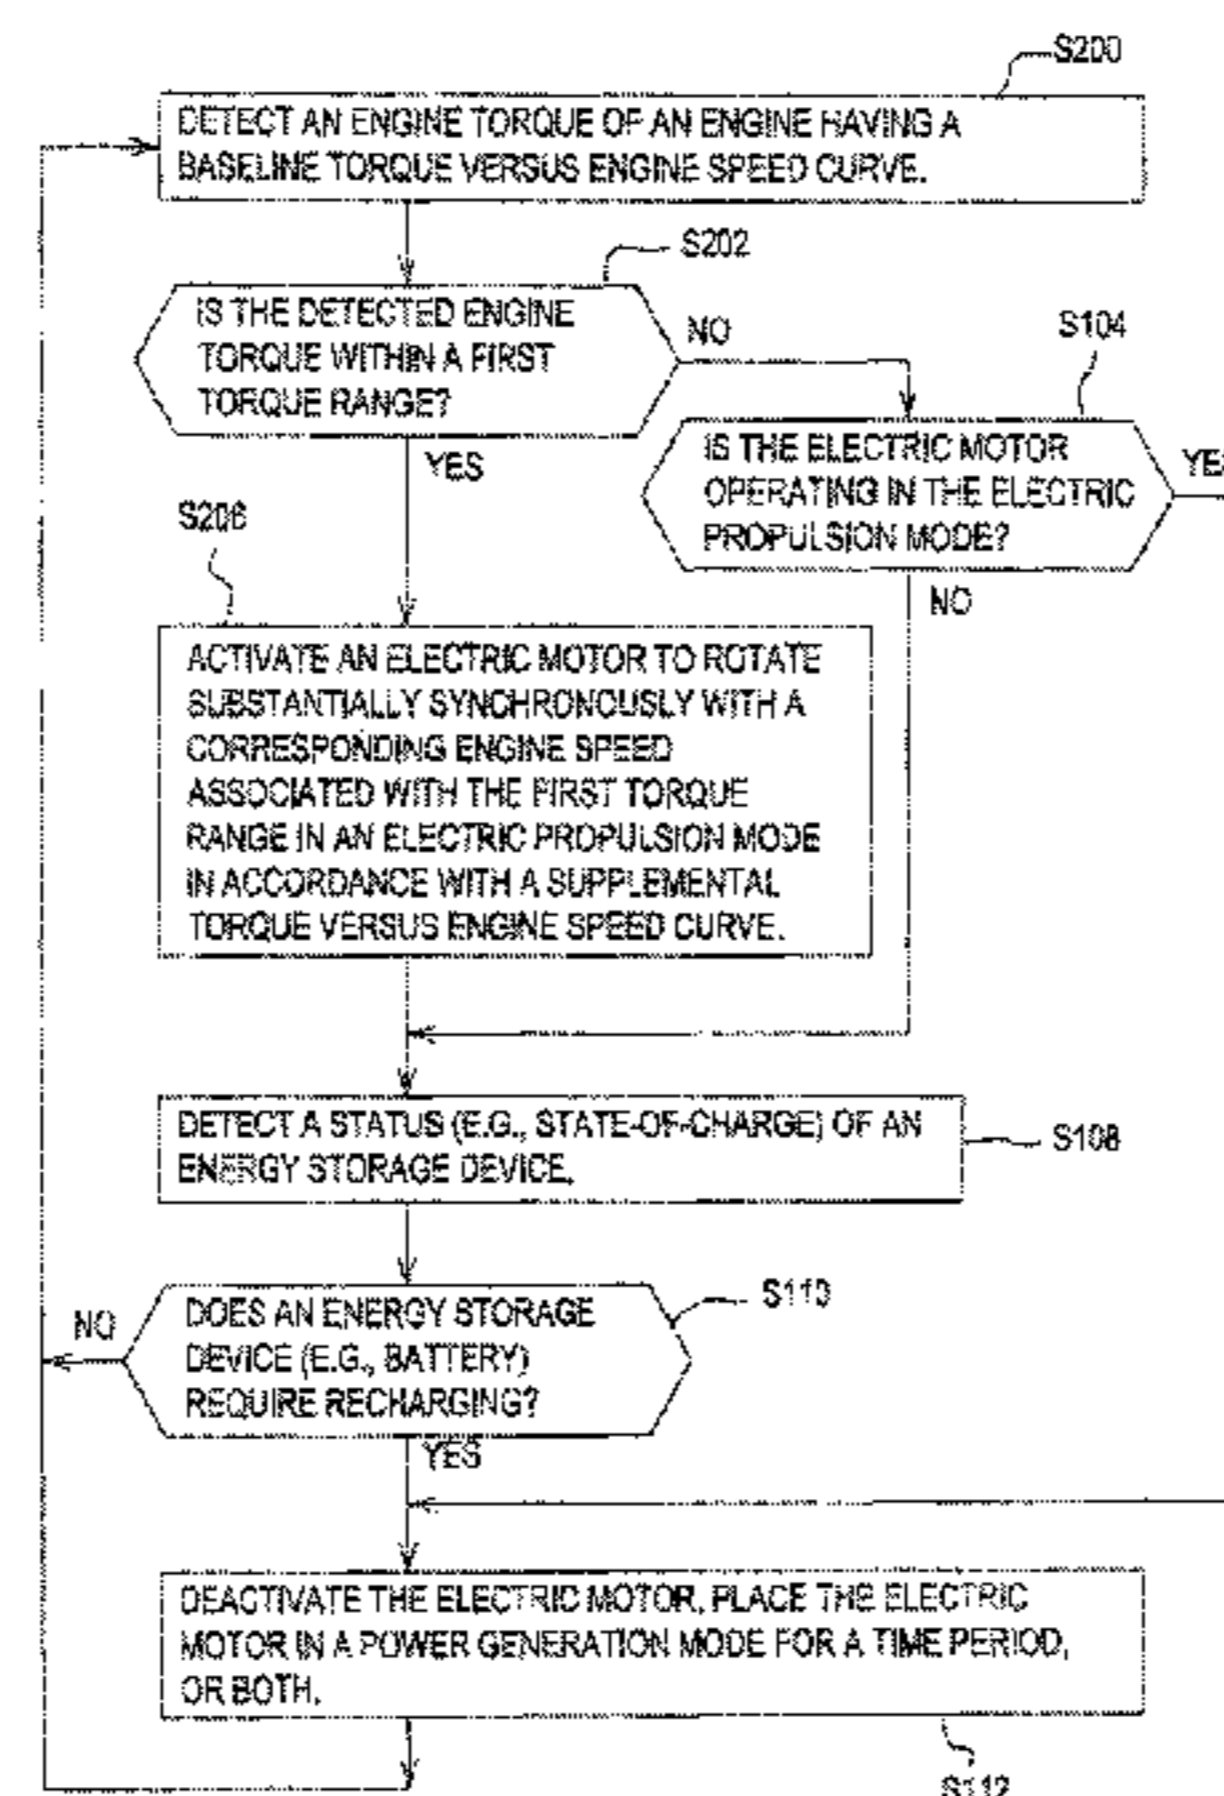 S200
DETECT AN ENGINE TORQUE OF AN ENGINE HAVING A
BASELINE TORQUE VERSUS ENGINE SPEED CURVE.
S202
IS THE DETECTED ENGINE
TORQUE WITHIN A FIRST
TORQUE RANGE?
NO
YES
S104
IS THE ELECTRIC MOTOR
OPERATING IN THE ELECTRIC
PROPULSION MODE?
YES
NO
S206
ACTIVATE AN ELECTRIC MOTOR TO ROTATE
SUBSTANTIALLY SYNCHRONOUSLY WITH A
CORRESPONDING ENGINE SPEED
ASSOCIATED WITH THE FIRST TORQUE
RANGE IN AN ELECTRIC PROPULSION MODE
IN ACCORDANCE WITH A SUPPLEMENTAL
TORQUE VERSUS ENGINE SPEED CURVE.
DETECT A STATUS (E.G., STATE-OF-CHARGE) OF AN
ENERGY STORAGE DEVICE.
S108
S110
DOES AN ENERGY STORAGE
DEVICE (E.G., BATTERY)
REQUIRE RECHARGING?
NO
YES
DEACTIVATE THE ELECTRIC MOTOR, PLACE THE ELECTRIC
MOTOR IN A POWER GENERATION MODE FOR A TIME PERIOD,
OR BOTH.
S112